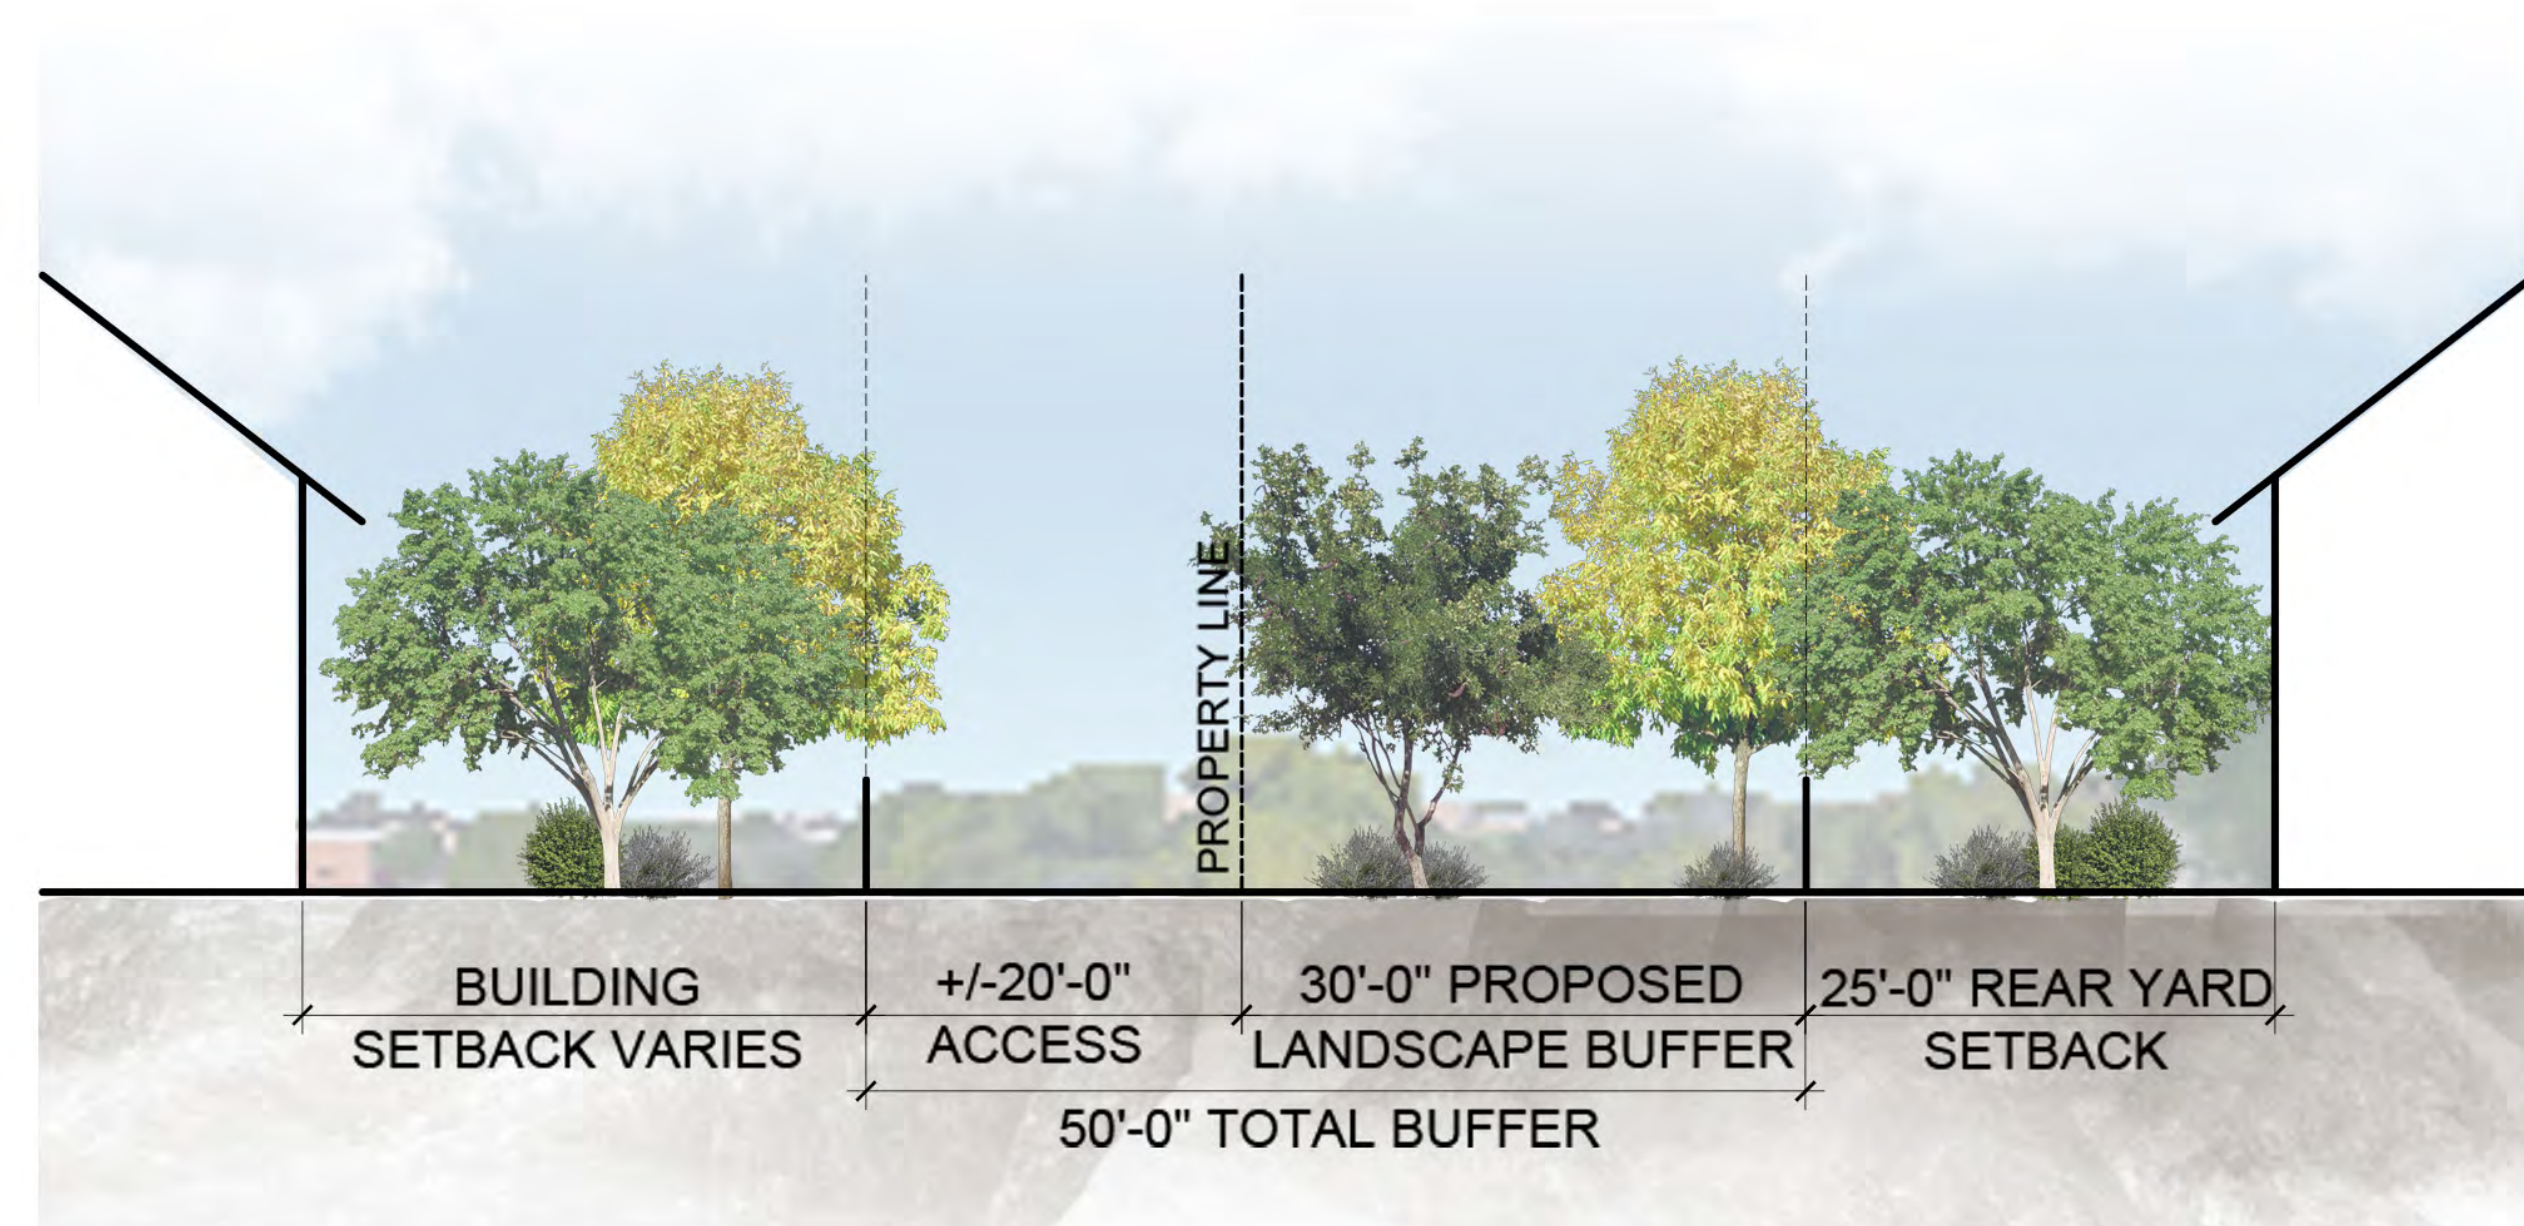 PROPERTY LINE
BUILDING
SETBACK VARIES
+/-20'-0"
ACCESS
30'-0" PROPOSED
LANDSCAPE BUFFER
25'-0" REAR YARD
SETBACK
50'-0" TOTAL BUFFER